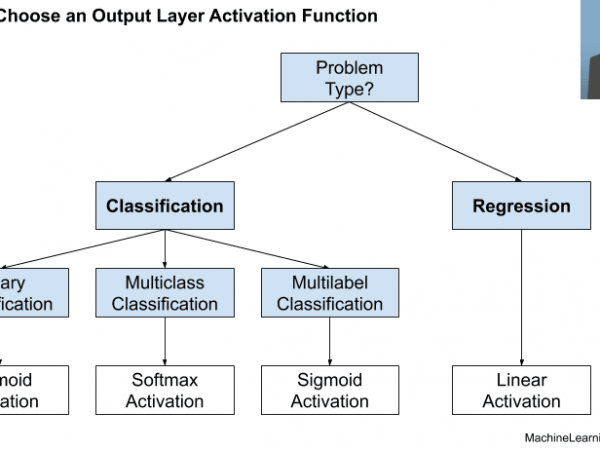 Choose an Output Layer Activation Function
Problem
Type?
Classification
Regression
Multiclass
Classification
Multilabel
Classification
Softmax
Activation
Sigmoid
Activation
Linear
Activation